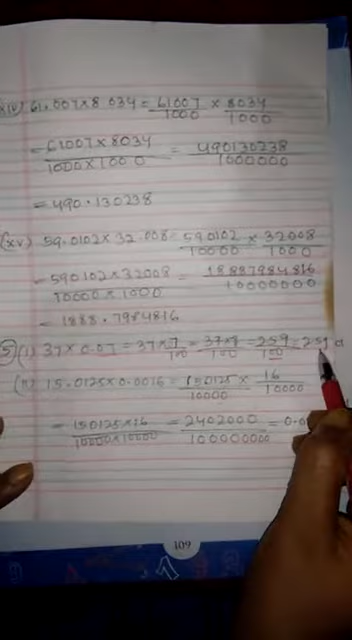 xiv) 61.007×8.034 = 61007/1000 × 8034/1000
= 61007×8034/1000×1000 = 490130238/1000000
= 490.130238
(xv) 59.0102×32.008 = 590102/10000 × 32008/1000
= 590102×32008/10000×1000 = 18887984816/10000000
= 1888.7984816
5 (i) 37×0.07 = 37×7/100 = 37×7/100 = 259/100 = 2.59
(ii) 15.0125×0.0016 = 150125/10000 × 16/10000
= 150125×16/10000×10000 = 2402000/100000000 = 0.0
109